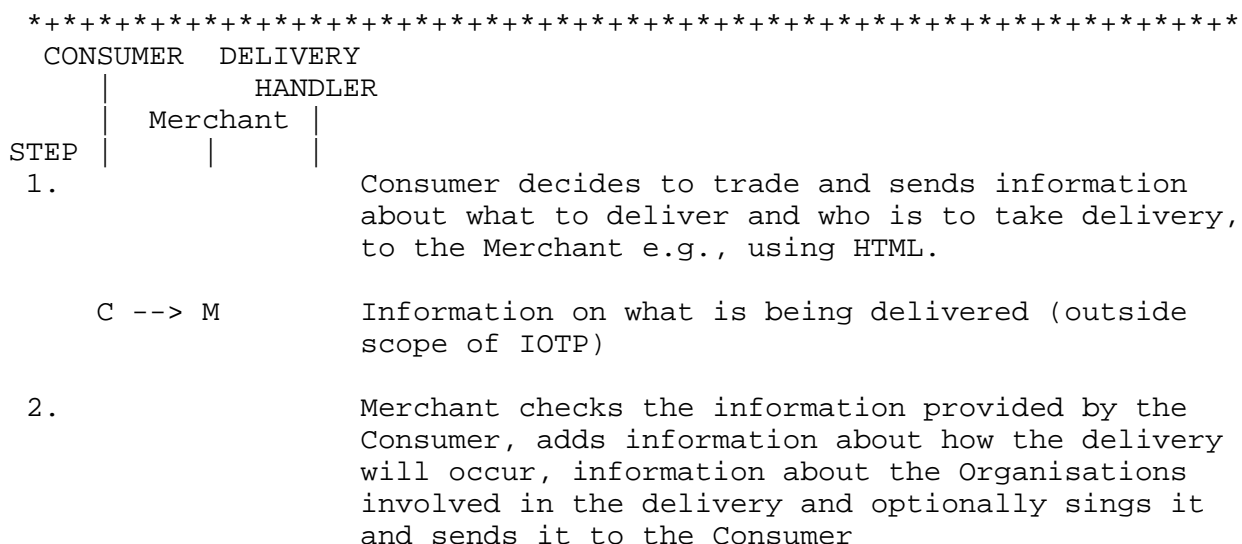 *+*+*+*+*+*+*+*+*+*+*+*+*+*+*+*+*+*+*+*+*+*+*+*+*+*+*+*+*+*+*+*+*+*+*
CONSUMER DELIVERY
| HANDLER
| Merchant |
STEP | | |
1. Consumer decides to trade and sends information
about what to deliver and who is to take delivery,
to the Merchant e.g., using HTML.
C --> M Information on what is being delivered (outside
scope of IOTP)
2. Merchant checks the information provided by the
Consumer, adds information about how the delivery
will occur, information about the Organisations
involved in the delivery and optionally sings it
and sends it to the Consumer